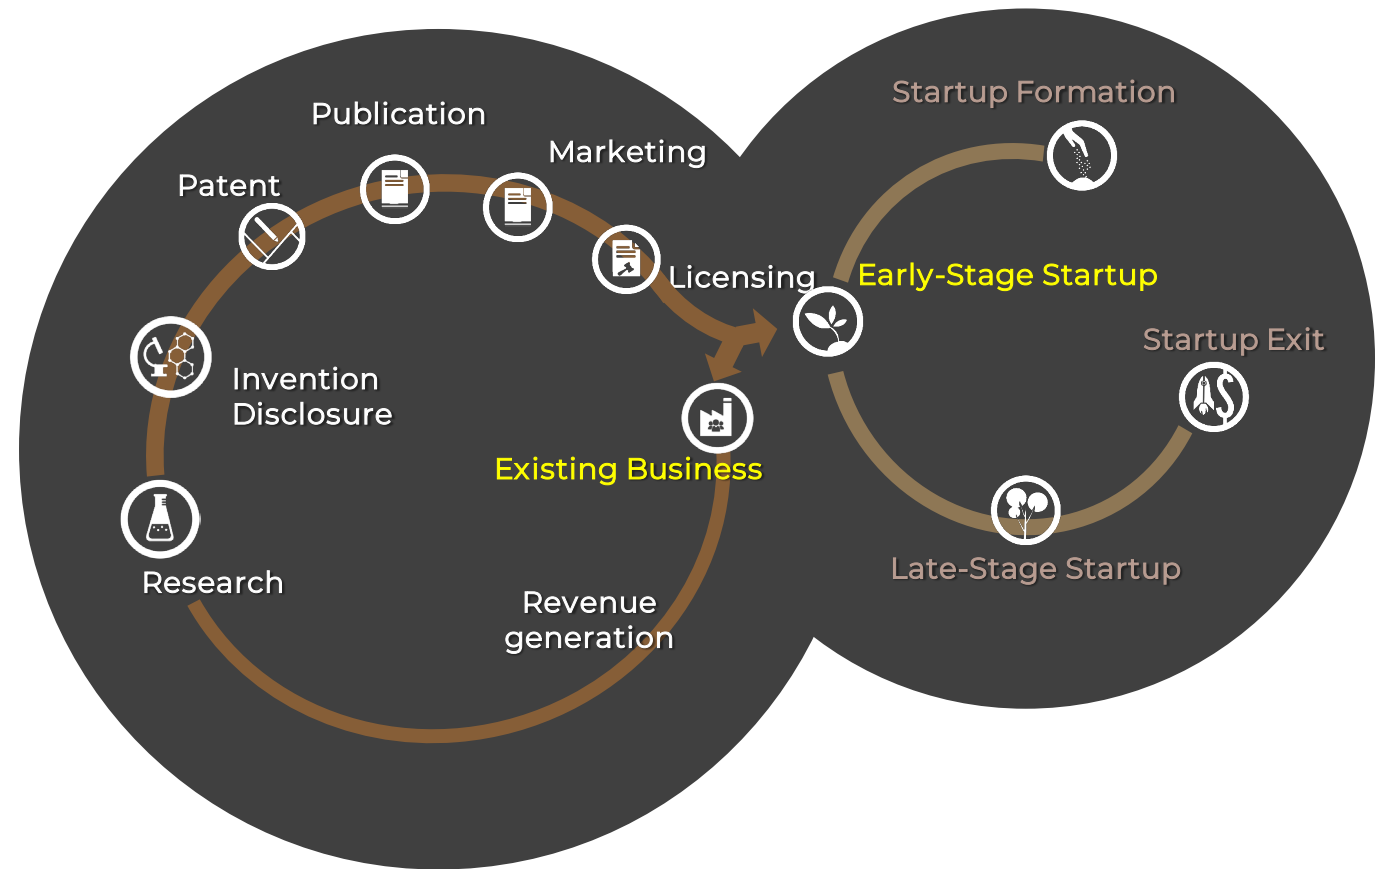 Publication
Marketing
Patent
Licensing
Invention
Disclosure
Existing Business
Research
Revenue
generation
Startup Formation
Early-Stage Startup
Startup Exit
Late-Stage Startup